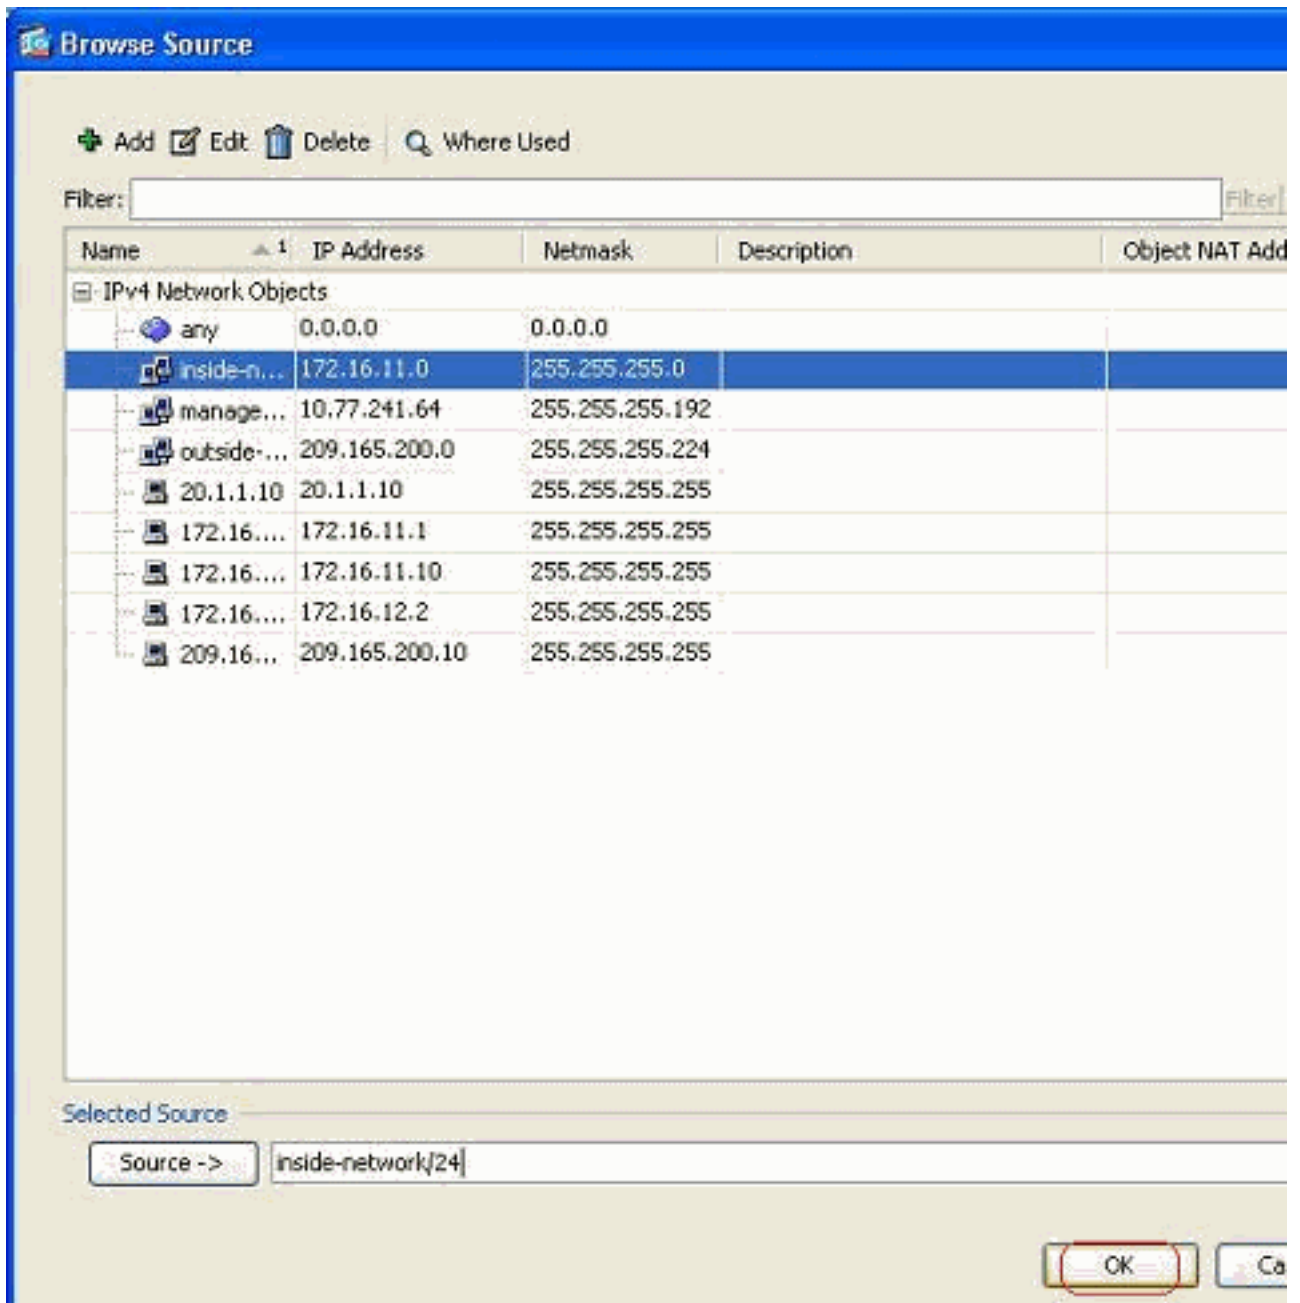 Browse Source
Add Edit Delete Where Used
Filter: Filter
Name 1 IP Address Netmask Description Object NAT Add
IPv4 Network Objects
any 0.0.0.0 0.0.0.0
inside-n... 172.16.11.0 255.255.255.0
manage... 10.77.241.64 255.255.255.192
outside-... 209.165.200.0 255.255.255.224
20.1.1.10 20.1.1.10 255.255.255.255
172.16.... 172.16.11.1 255.255.255.255
172.16.... 172.16.11.10 255.255.255.255
172.16.... 172.16.12.2 255.255.255.255
209.16... 209.165.200.10 255.255.255.255
Selected Source
Source -> inside-network/24
OK Ca